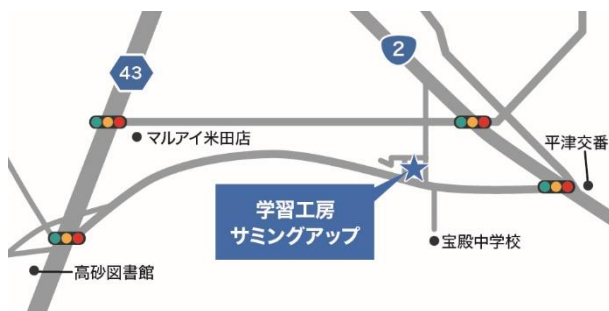 2
43
マルアイ米田店
平津交番
学習工房
サミングアップ
宝殿中学校
高砂図書館